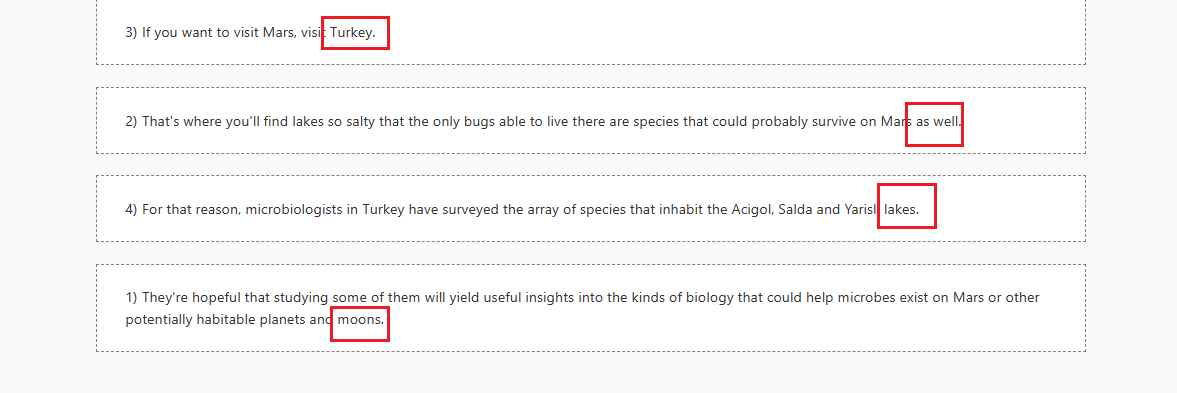 3) If you want to visit Mars, visit Turkey.
2) That's where you'll find lakes so salty that the only bugs able to live there are species that could probably survive on Mars as well.
4) For that reason, microbiologists in Turkey have surveyed the array of species that inhabit the Acigol, Salda and Yarisli lakes.
1) They're hopeful that studying some of them will yield useful insights into the kinds of biology that could help microbes exist on Mars or other
potentially habitable planets and moons.